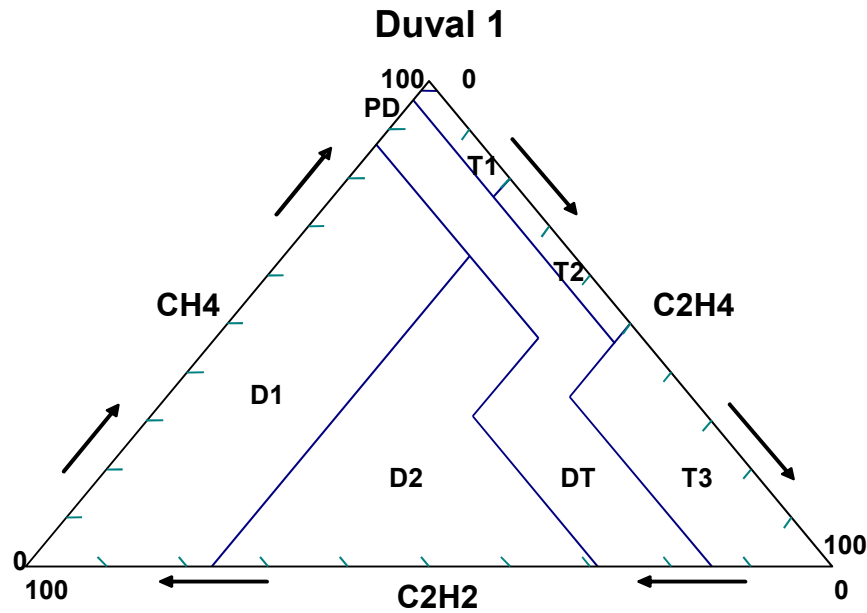 Duval 1
100 0
PD
T1
T2
CH4 C2H4
D1
D2 DT T3
0 100
100 C2H2 0